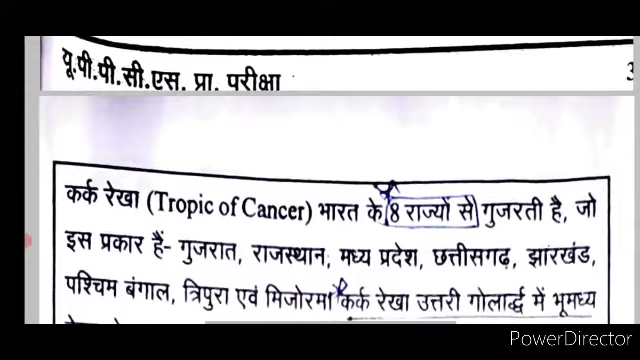 यू.पी.पी.सी.एस. प्रा. परीक्षा
कर्क रेखा (Tropic of Cancer) भारत के 8 राज्यों से गुजरती है, जो
इस प्रकार हैं- गुजरात, राजस्थान, मध्य प्रदेश, छत्तीसगढ़, झारखंड,
पश्चिम बंगाल, त्रिपुरा एवं मिजोरम। कर्क रेखा उत्तरी गोलार्द्ध में भूमध्य
PowerDirector